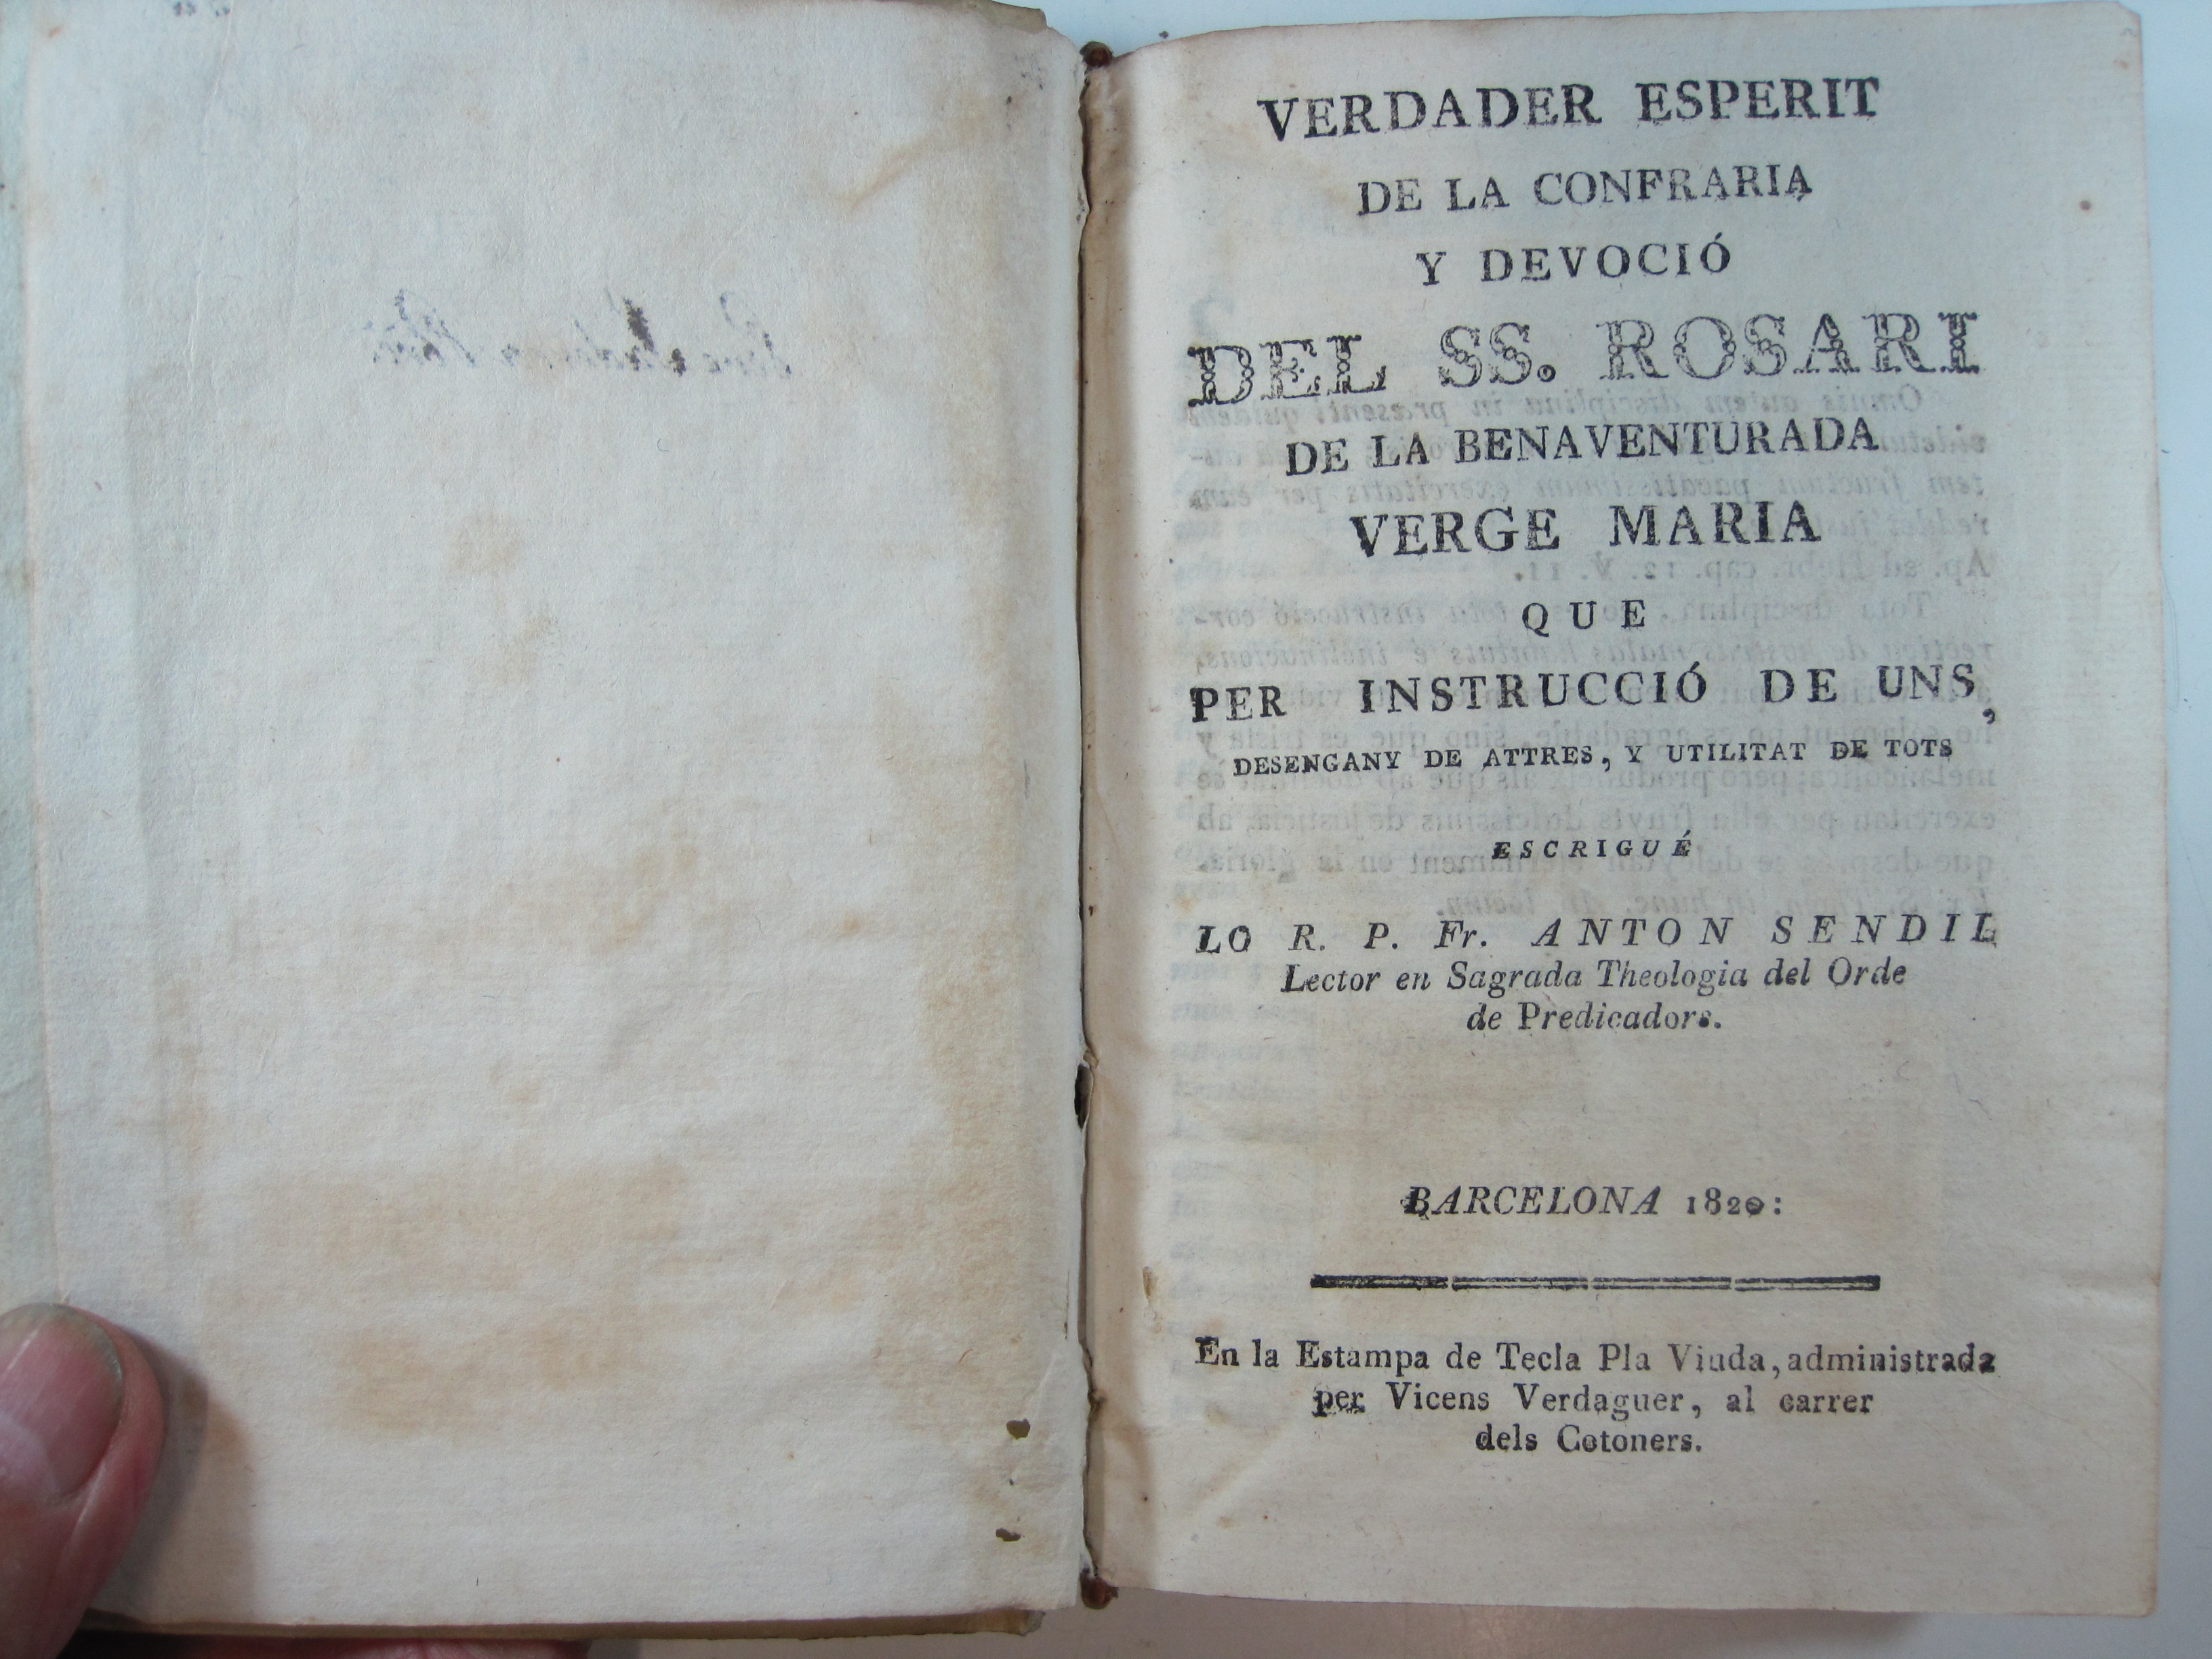 VERDADER ESPERIT
DE LA CONFRARIA
Y DEVOCIÓ
DEL SS. ROSARI
DE LA BENAVENTURADA
VERGE MARIA
QUE
PER INSTRUCCIÓ DE UNS,
DESENGANY DE ATTRES, Y UTILITAT DE TOTS
ESCRIGUÉ
LO R. P. Fr. ANTON SENDIL
Lector en Sagrada Theologia del Orde
de Predicadors.
BARCELONA 1820:
En la Estampa de Tecla Pla Viuda, administrada
per Vicens Verdaguer, al carrer
dels Cotoners.